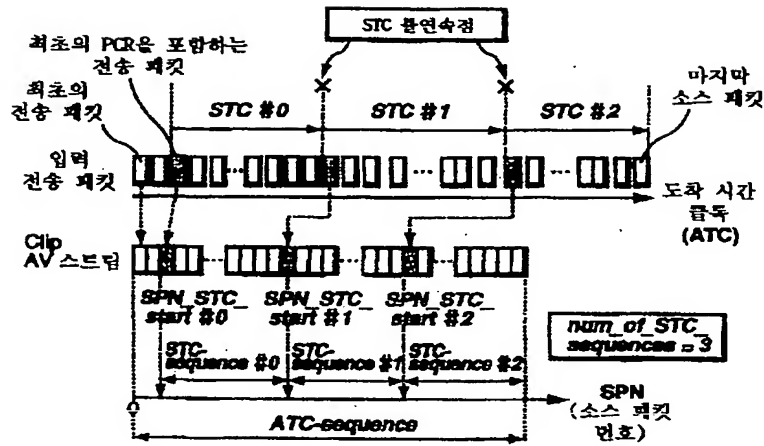 STC 불연속점
최초의 PCR을 포함하는
전송 패킷
최초의
전송 패킷
마지막
소스 패킷
STC #0
STC #1
STC #2
입력
전송 패킷
도착 시간
클록
(ATC)
Clip
AV 스트림
SPN_STC_
start #0
SPN_STC_
start #1
SPN_STC_
start #2
num_of_STC_
sequences = 3
STC-
sequence #0
STC-
sequence #1
STC-
sequence #2
0
SPN
(소스 패킷
번호)
ATC-sequence